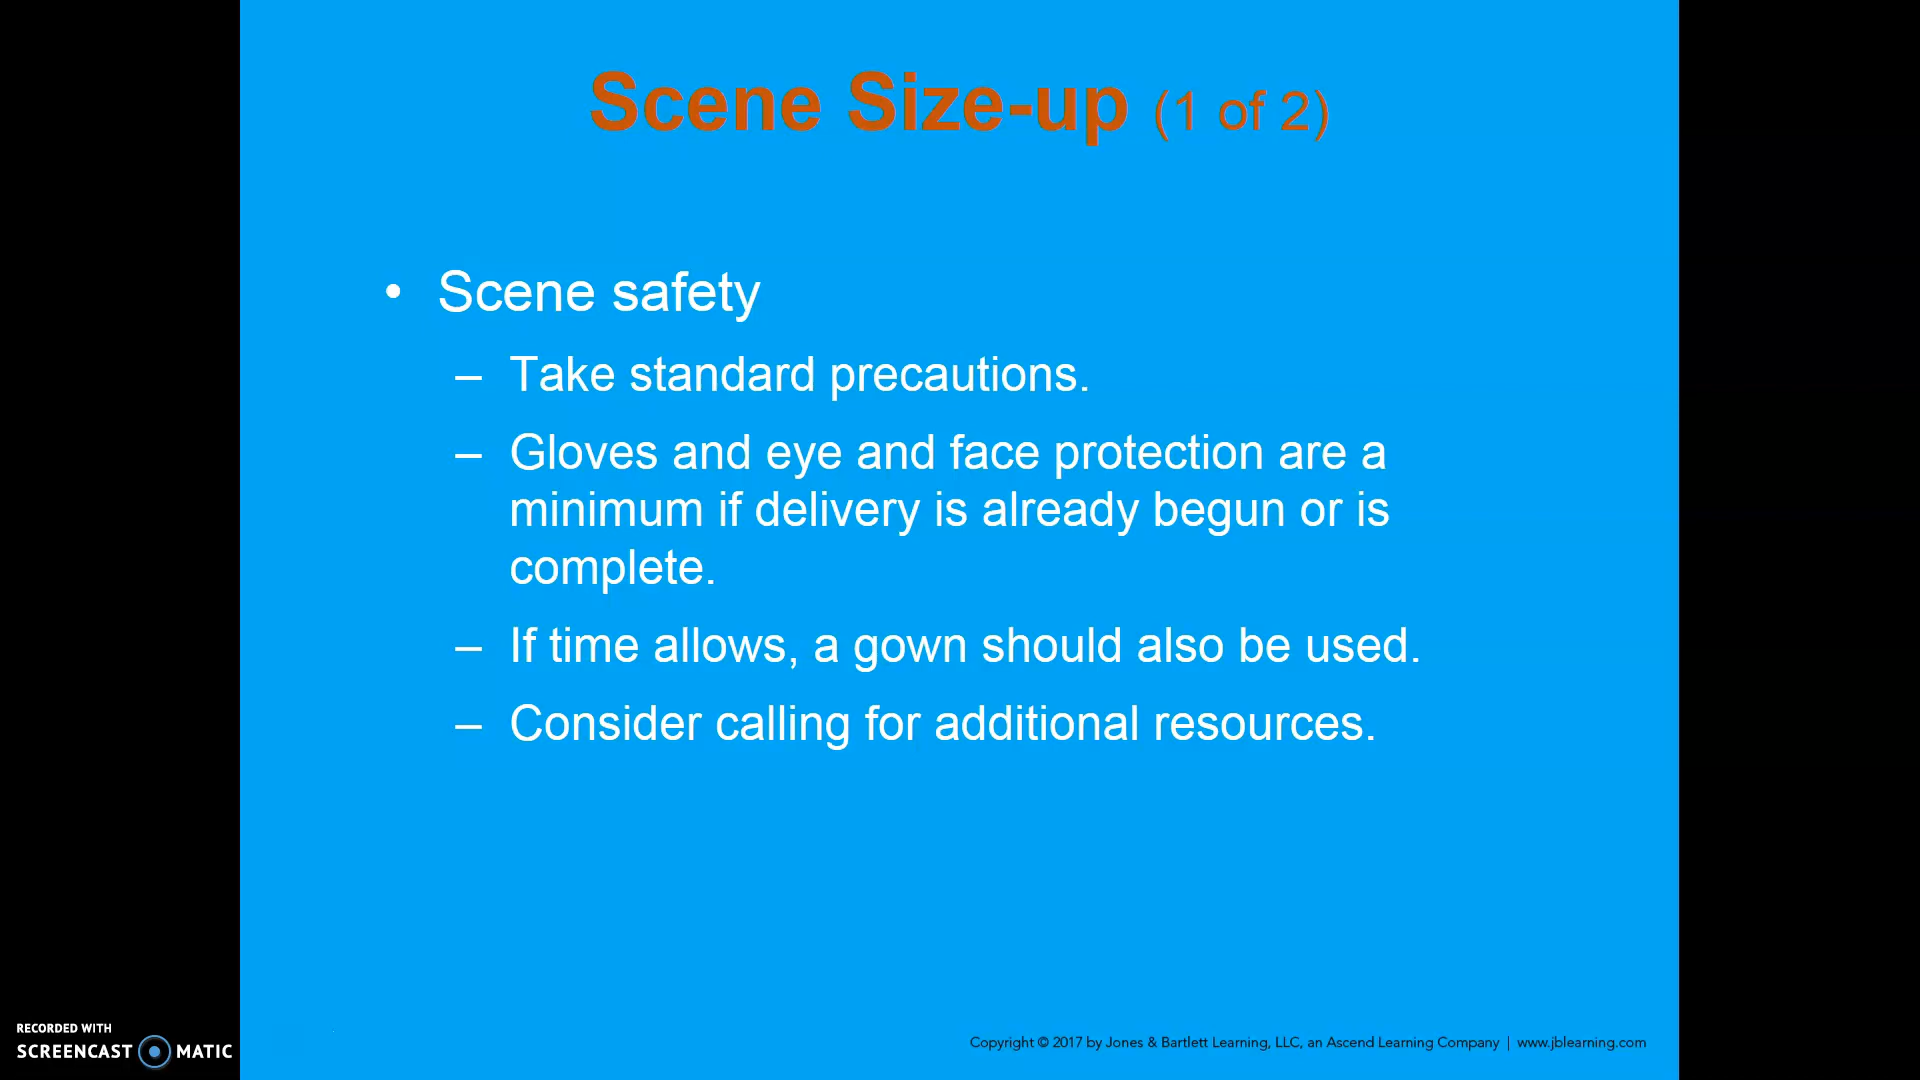 Scene Size-up (1 of 2)
• Scene safety
– Take standard precautions.
– Gloves and eye and face protection are a
minimum if delivery is already begun or is
complete.
– If time allows, a gown should also be used.
– Consider calling for additional resources.
RECORDED WITH
SCREENCAST MATIC
Copyright © 2017 by Jones & Bartlett Learning, LLC, an Ascend Learning Company | www.jblearning.com